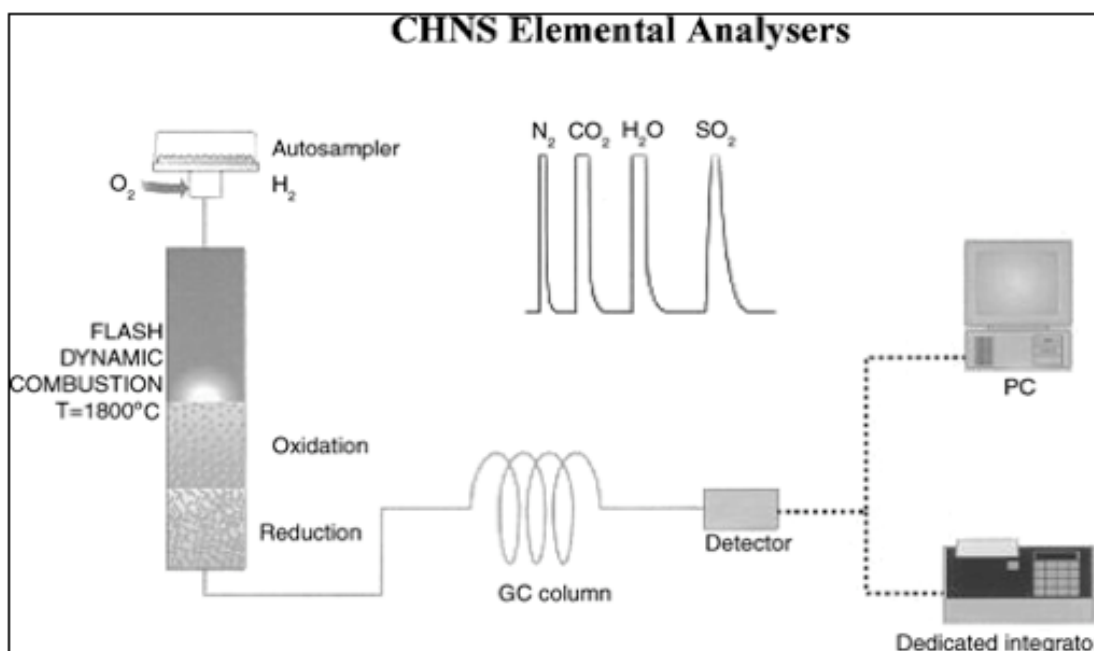 CHNS Elemental Analysers
N₂ CO₂ H₂O SO₂
Autosampler
O₂ H₂
FLASH
DYNAMIC
COMBUSTION
T=1800°C
Oxidation
Reduction
GC column
Detector
PC
Dedicated integrato